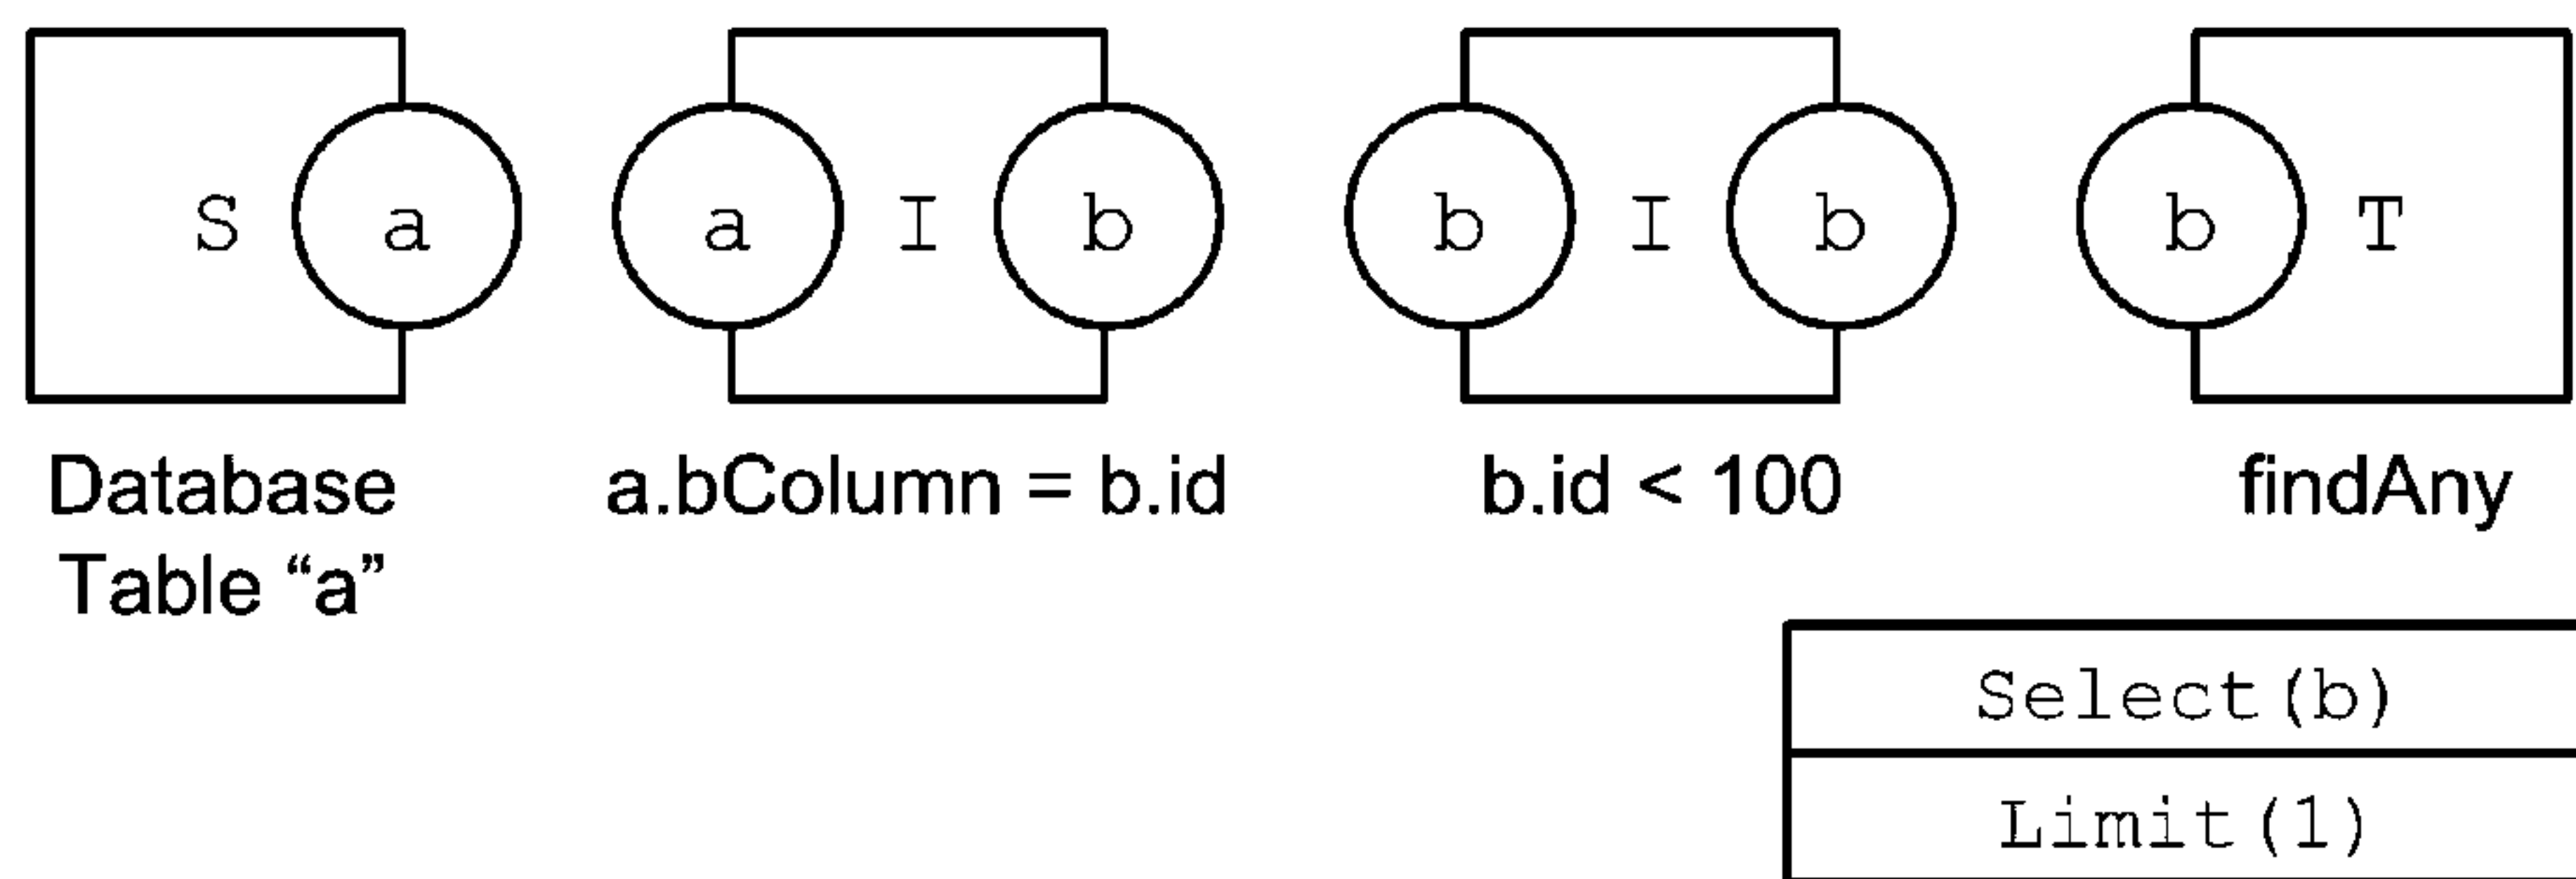 S a a I b b I b b T
Database a.bColumn = b.id b.id < 100 findAny
Table “a”
Select(b)
Limit(1)